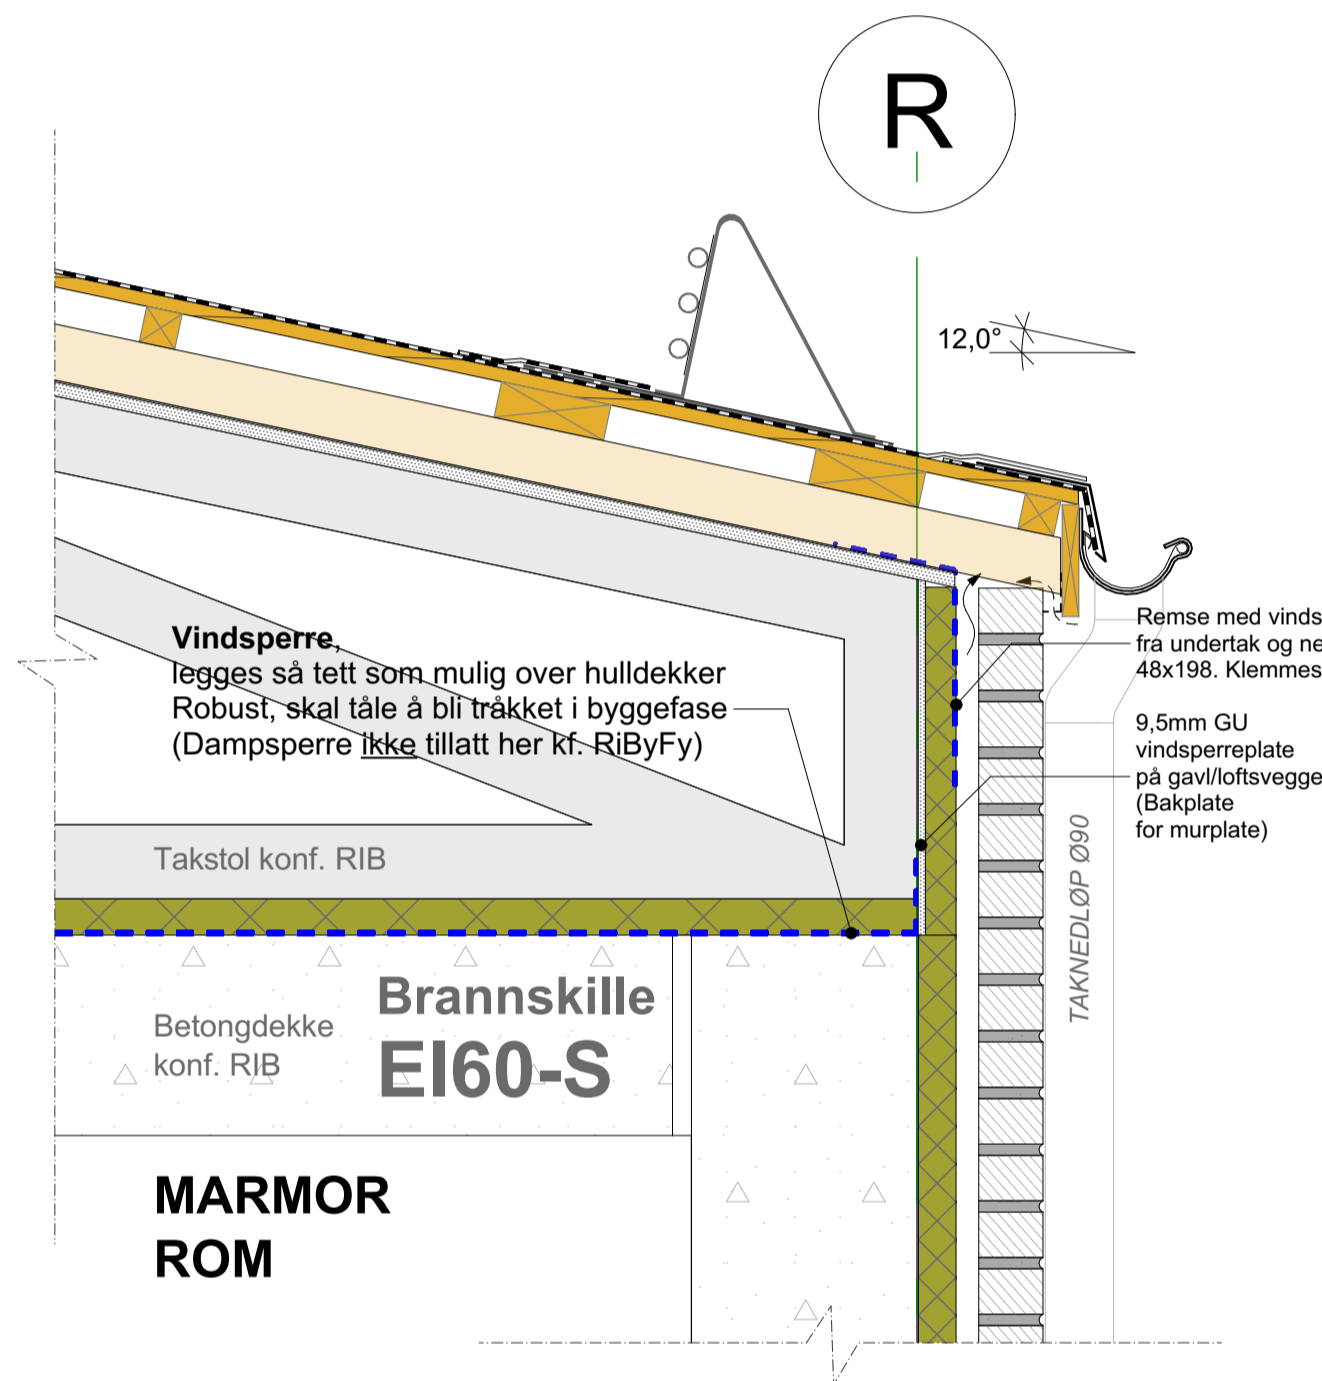 R
12,0°
Vindsperre,
legges så tett som mulig over hulldekker
Robust, skal tåle å bli tråkket i byggefase
(Dampsperre ikke tillatt her kf. RiByFy)
Remse med vinds
fra undertak og ne
48x198. Klemmes
9,5mm GU
vindsperreplate
på gavl/loftsvegge
(Bakplate
for murplate)
Takstol konf. RIB
TAKNEDLØP Ø90
Brannskille
EI60-S
Betongdekke
konf. RIB
MARMOR
ROM